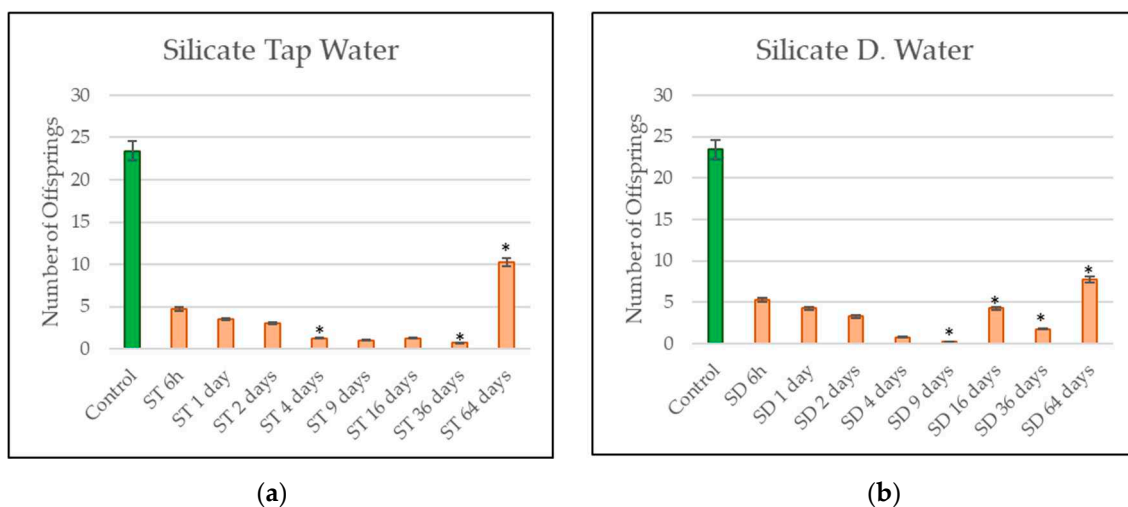 Silicate Tap Water
Number of Offsprings
30
25
20
15
10
5
0
*
*
*
Control
ST 6h
ST 1 day
ST 2 days
ST 4 days
ST 9 days
ST 16 days
ST 36 days
ST 64 days
(a)
Silicate D. Water
Number of Offsprings
30
25
20
15
10
5
0
*
*
*
*
Control
SD 6h
SD 1 day
SD 2 days
SD 4 days
SD 9 days
SD 16 days
SD 36 days
SD 64 days
(b)